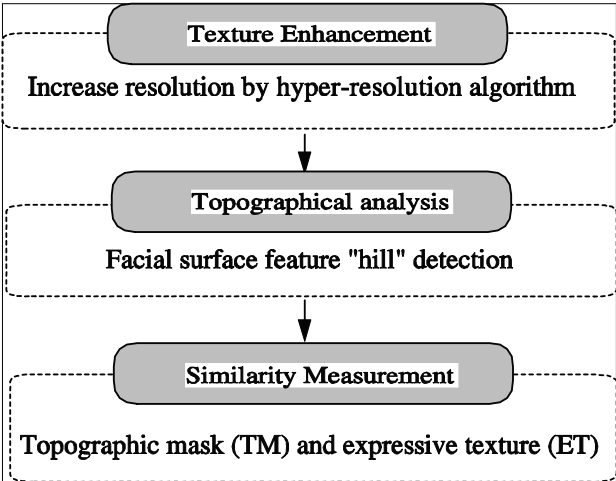 Texture Enhancement
Increase resolution by hyper-resolution algorithm
Topographical analysis
Facial surface feature "hill" detection
Similarity Measurement
Topographic mask (TM) and expressive texture (ET)